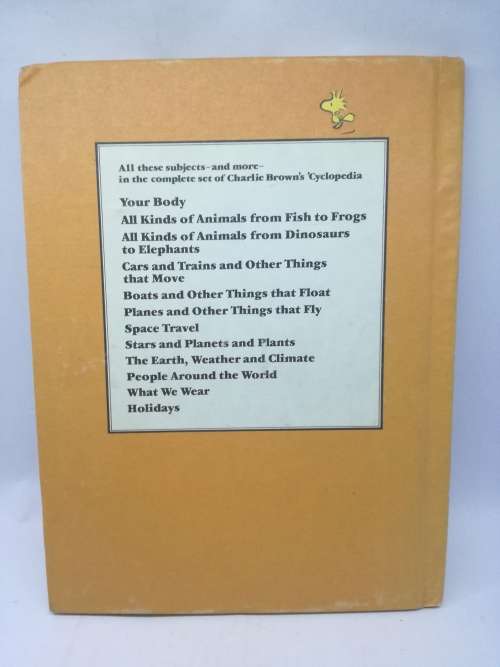 All these subjects–and more–
in the complete set of Charlie Brown's 'Cyclopedia
Your Body
All Kinds of Animals from Fish to Frogs
All Kinds of Animals from Dinosaurs
to Elephants
Cars and Trains and Other Things
that Move
Boats and Other Things that Float
Planes and Other Things that Fly
Space Travel
Stars and Planets and Plants
The Earth, Weather and Climate
People Around the World
What We Wear
Holidays